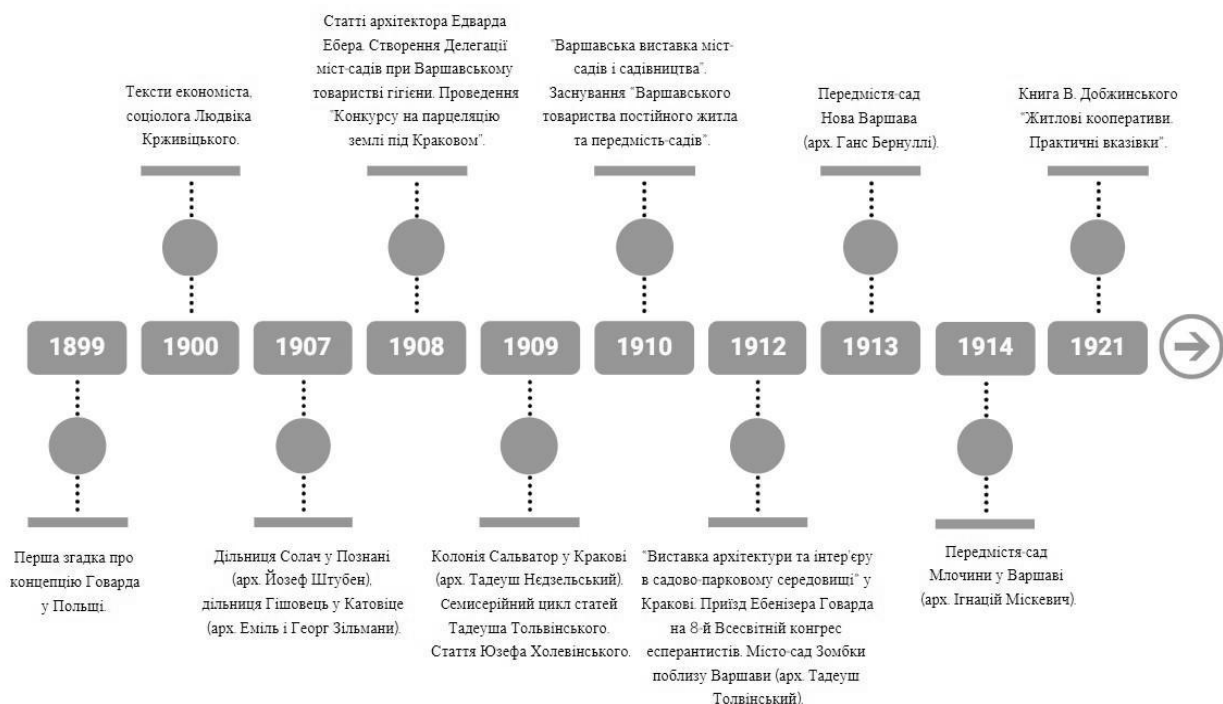 Статті архітектора Едварда
Ебера. Створення Делегації
міст-садів при Варшавському
товаристві гігієни. Проведення
"Конкурсу на парцеляцію
землі під Краковом".
"Варшавська виставка міст-
садів і садівництва".
Заснування "Варшавського
товариства постійного житла
та передмість-садів".
Тексти економіста,
соціолога Людвіка
Крживіцького.
Передмістя-сад
Нова Варшава
(арх. Ганс Бернуллі).
Книга В. Добжинського
"Житлові кооперативи.
Практичні вказівки".
1899
1900
1907
1908
1909
1910
1912
1913
1914
1921
Перша згадка про
концепцію Говарда
у Польщі.
Дільниця Солач у Познані
(арх. Йозеф Штубен),
дільниця Гішовець у Катовіце
(арх. Еміль і Георг Зільмани).
Колонія Сальватор у Кракові
(арх. Тадеуш Нєдзельський).
Семисерійний цикл статей
Тадеуша Тольвінського.
Стаття Юзефа Холевінського.
"Виставка архітектури та інтер'єру
в садово-парковому середовищі" у
Кракові. Приїзд Ебенізера Говарда
на 8-й Всесвітній конгрес
есперантистів. Місто-сад Зомбки
поблизу Варшави (арх. Тадеуш
Толвінський).
Передмістя-сад
Млочини у Варшаві
(арх. Ігнацій Міскевич).